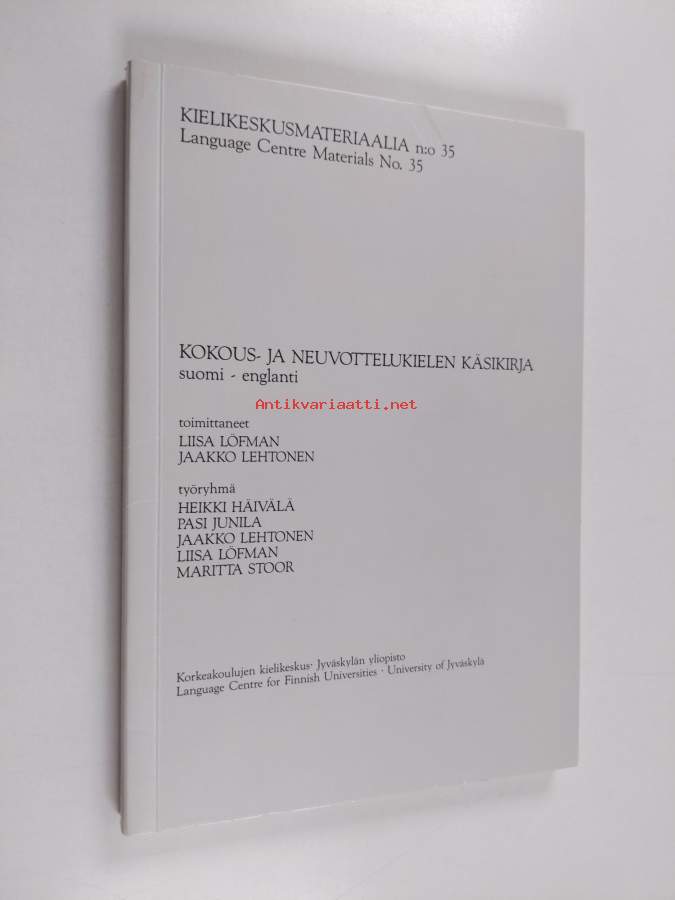 KIELIKESKUSMATERIAALIA n:o 35
Language Centre Materials No. 35
KOKOUS- JA NEUVOTTELUKIELEN KÄSIKIRJA
suomi - englanti
Antikvariaatti.net
toimittaneet
LIISA LÖFMAN
JAAKKO LEHTONEN
työryhmä
HEIKKI HÄIVÄLÄ
PASI JUNILA
JAAKKO LEHTONEN
LIISA LÖFMAN
MARITTA STOOR
Korkeakoulujen kielikeskus · Jyväskylän yliopisto
Language Centre for Finnish Universities · University of Jyväskylä